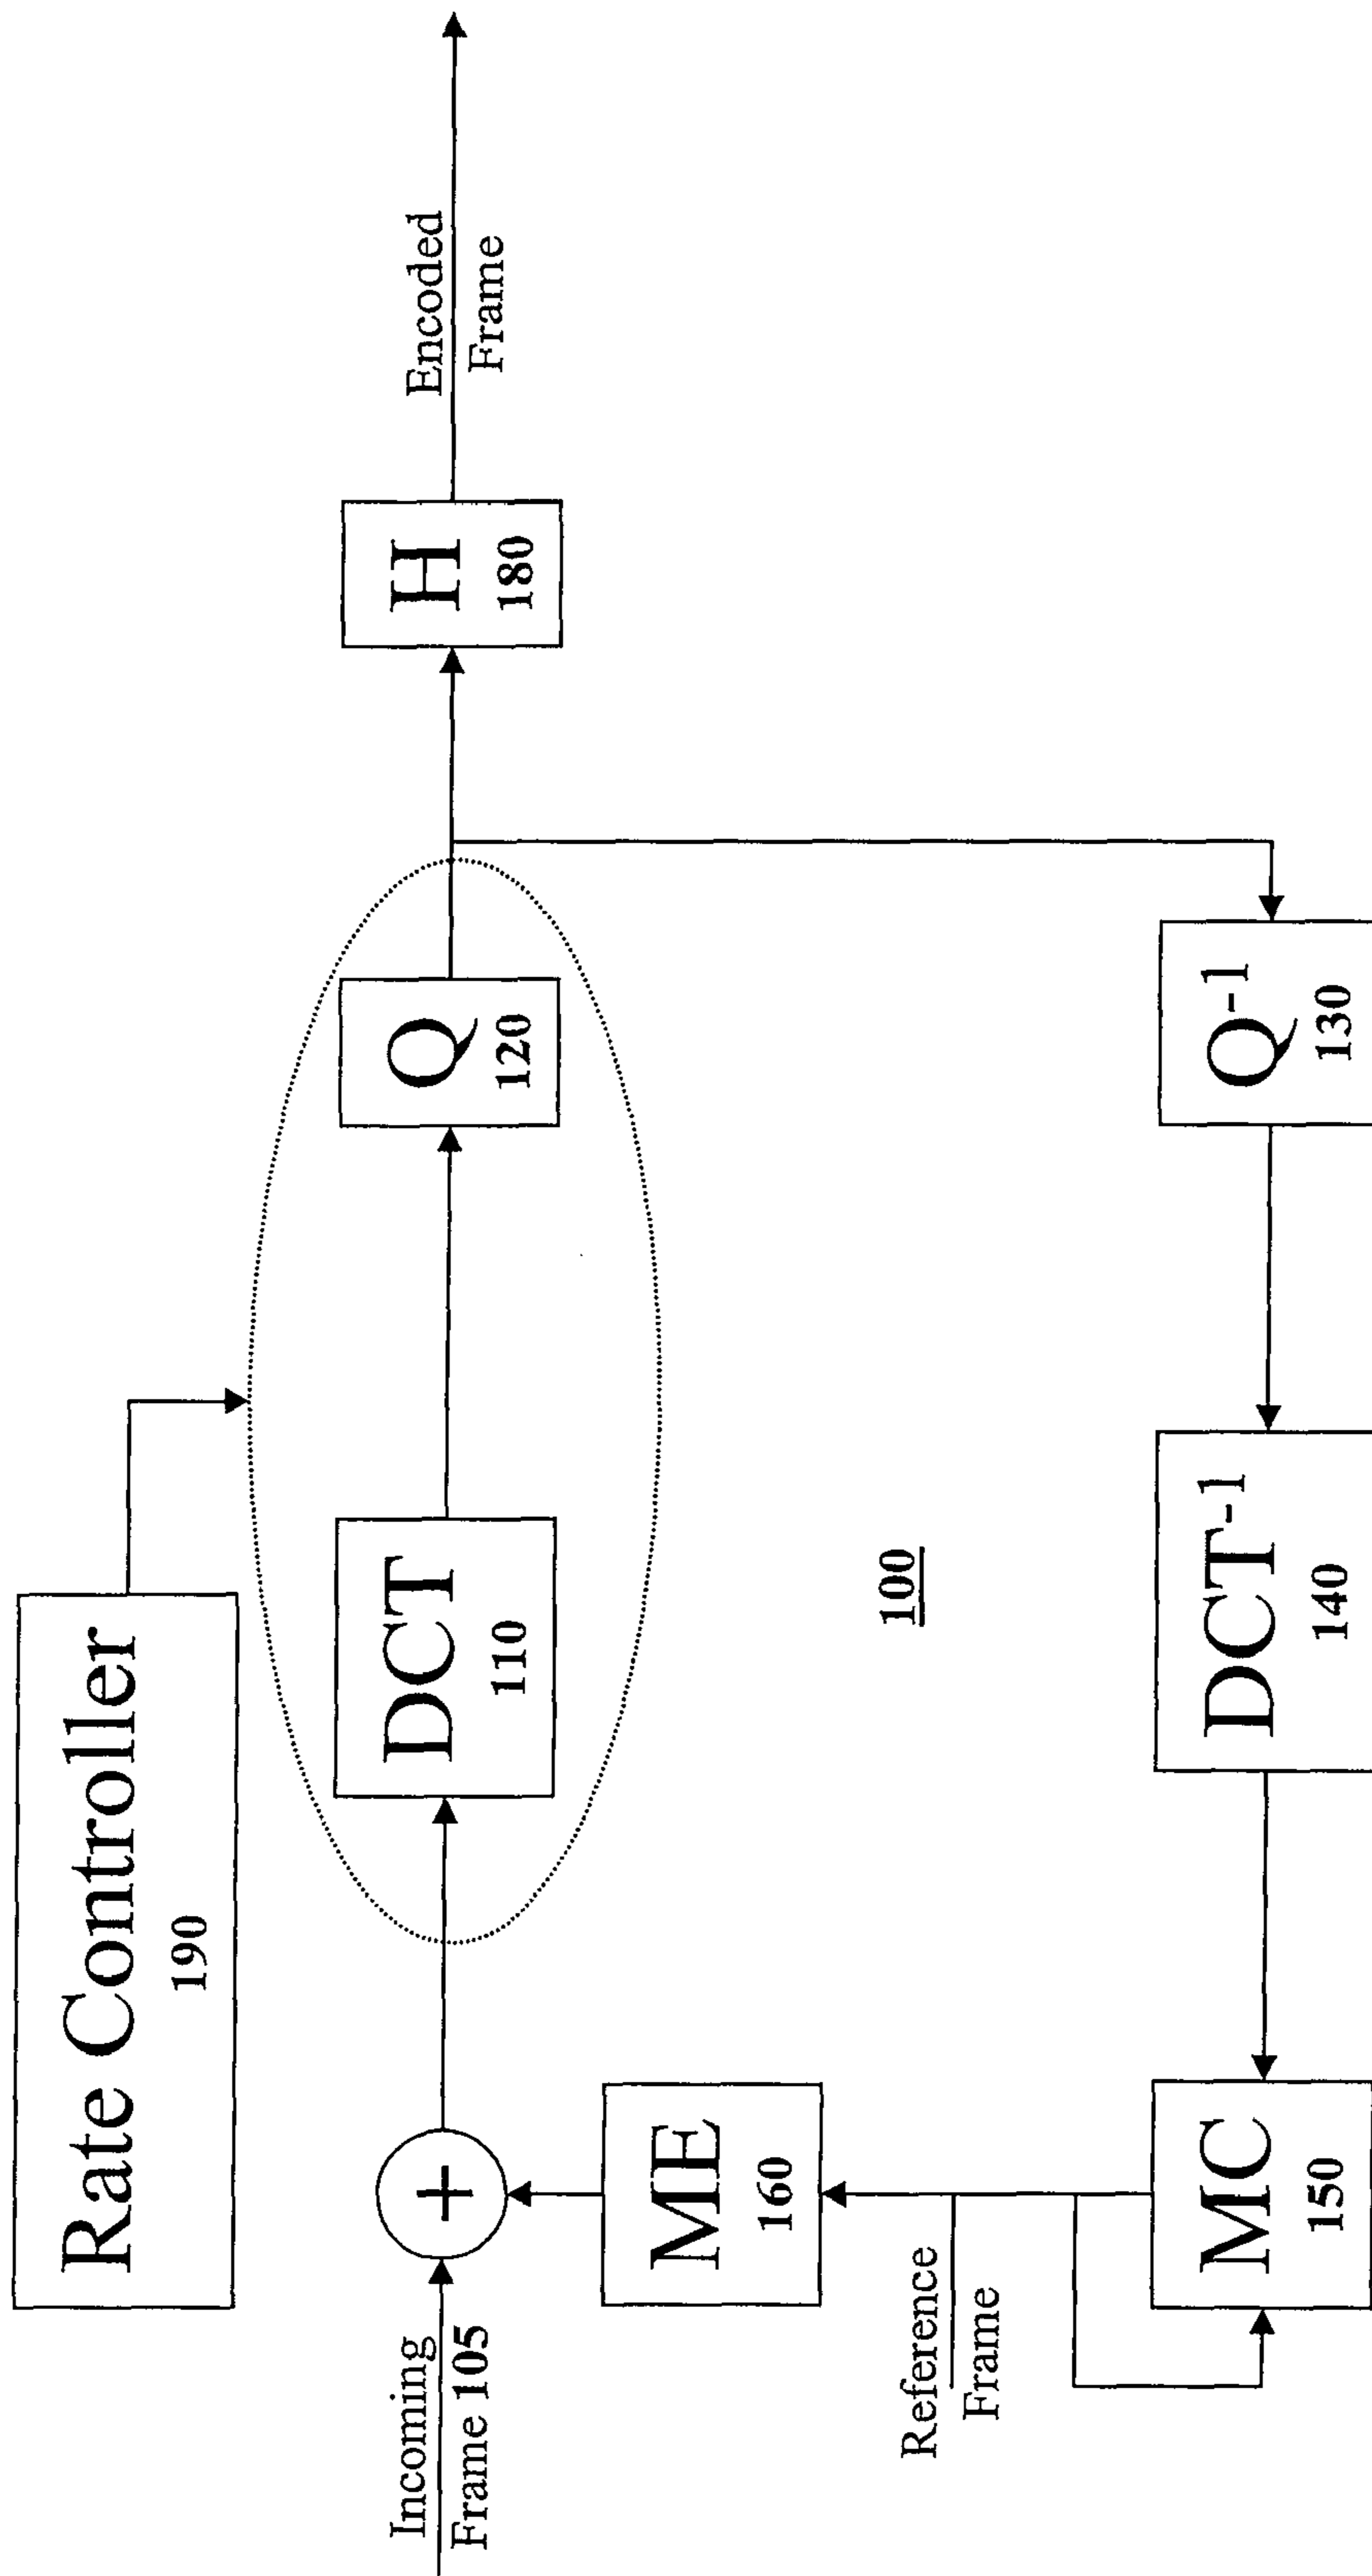 Rate Controller
190
Incoming
Frame 105
+
DCT
110
Q
120
H
180
Encoded
Frame
ME
160
100
Reference
Frame
MC
150
DCT-1
140
Q-1
130